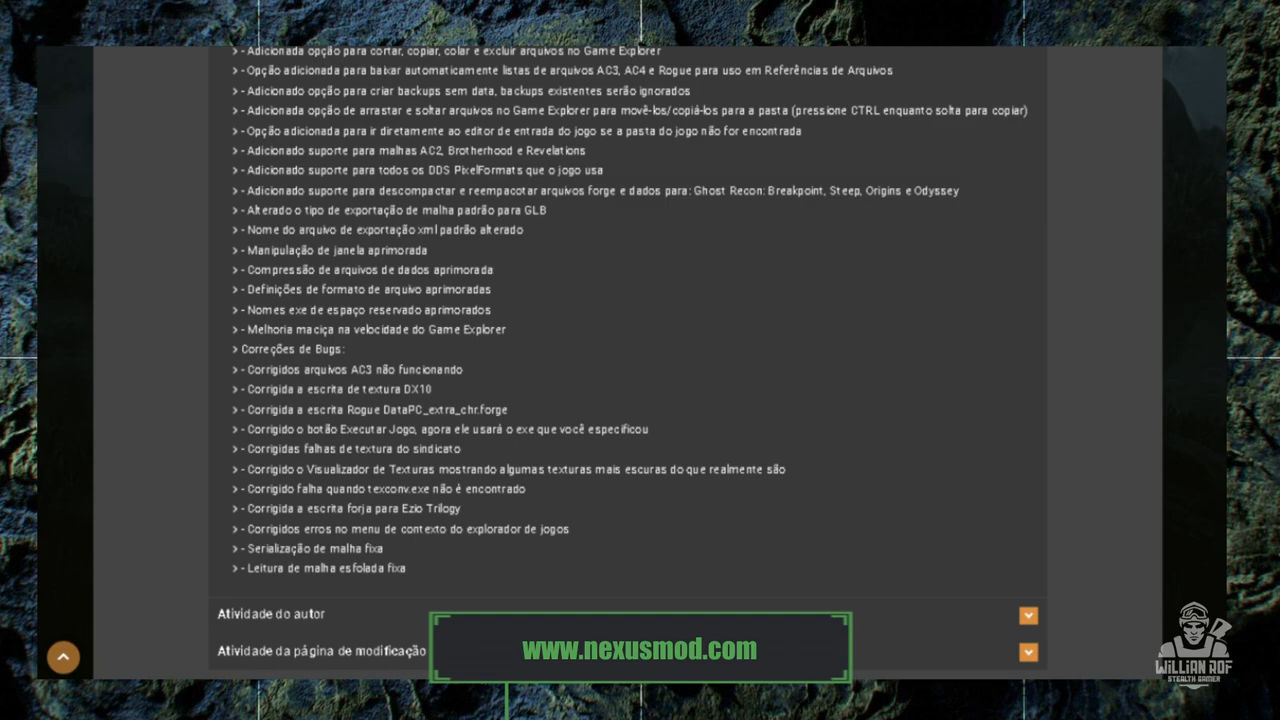 > - Adicionada opção para cortar, copiar, colar e excluir arquivos no Game Explorer
> - Opção adicionada para baixar automaticamente listas de arquivos AC3, AC4 e Rogue para uso em Referências de Arquivos
> - Adicionado opção para criar backups sem data, backups existentes serão ignorados
> - Adicionada opção de arrastar e soltar arquivos no Game Explorer para movê-los/copiá-los para a pasta (pressione CTRL enquanto solta para copiar)
> - Opção adicionada para ir diretamente ao editor de entrada do jogo se a pasta do jogo não for encontrada
> - Adicionado suporte para malhas AC2, Brotherhood e Revelations
> - Adicionado suporte para todos os DDS PixelFormats que o jogo usa
> - Adicionado suporte para descompactar e reempacotar arquivos forge e dados para: Ghost Recon: Breakpoint, Steep, Origins e Odyssey
> - Alterado o tipo de exportação de malha padrão para GLB
> - Nome do arquivo de exportação xml padrão alterado
> - Manipulação de janela aprimorada
> - Compressão de arquivos de dados aprimorada
> - Definições de formato de arquivo aprimoradas
> - Nomes exe de espaço reservado aprimorados
> - Melhoria maciça na velocidade do Game Explorer
> Correções de Bugs:
> - Corrigidos arquivos AC3 não funcionando
> - Corrigida a escrita de textura DX10
> - Corrigida a escrita Rogue DataPC_extra_chr.forge
> - Corrigido o botão Executar Jogo, agora ele usará o exe que você especificou
> - Corrigidas falhas de textura do sindicato
> - Corrigido o Visualizador de Texturas mostrando algumas texturas mais escuras do que realmente são
> - Corrigido falha quando texconv.exe não é encontrado
> - Corrigida a escrita forja para Ezio Trilogy
> - Corrigidos erros no menu de contexto do explorador de jogos
> - Serialização de malha fixa
> - Leitura de malha esfolada fixa
Atividade do autor
Atividade da página de modificação
www.nexusmod.com
WILLIAN ROF
STEALTH GAMER